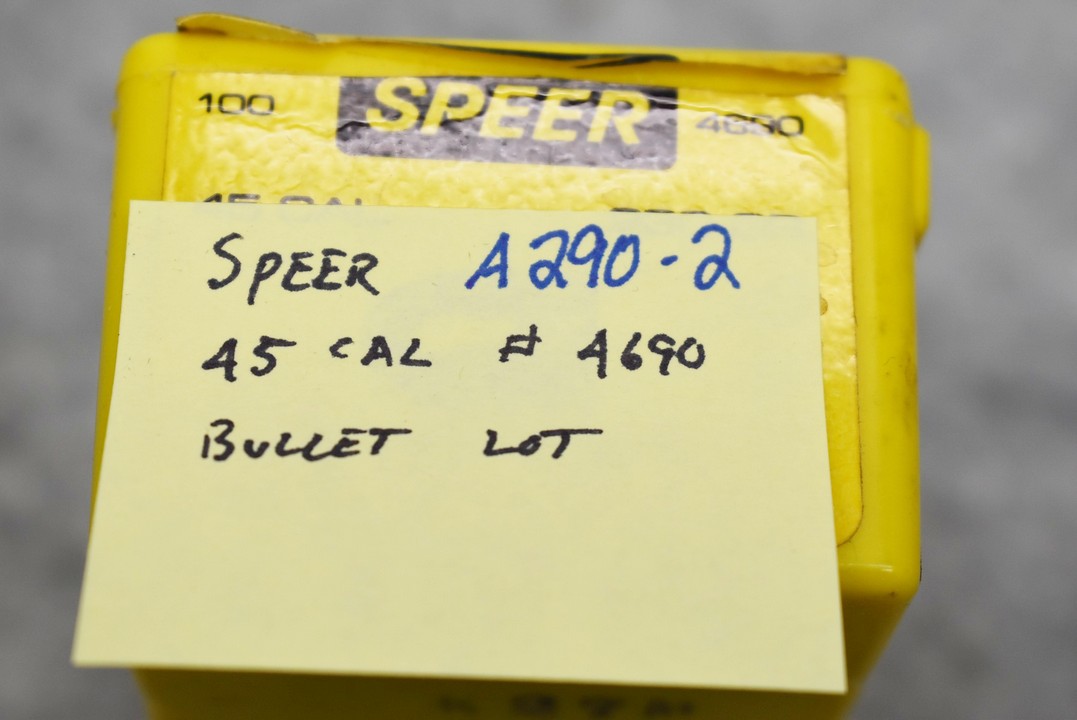 100 SPEER 4690
SPEER A290-2
45 CAL # 4690
BULLET LOT